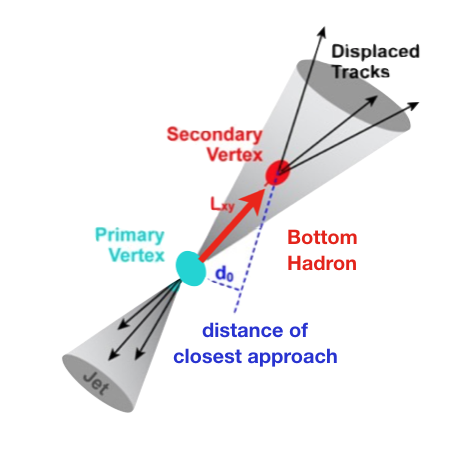 Displaced
Tracks
Secondary
Vertex
Lxy
Primary
Vertex
Bottom
Hadron
d0
distance of
closest approach
Jet